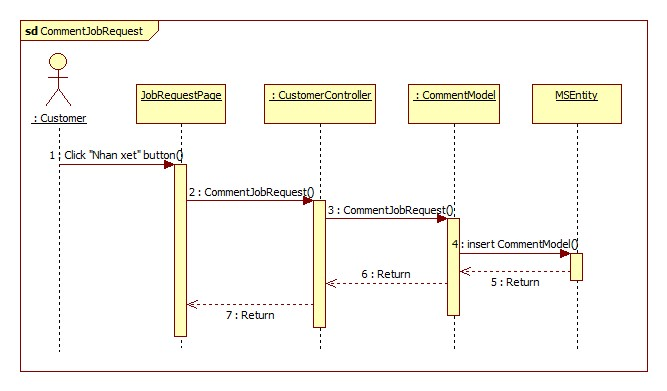 sd CommentJobRequest
: Customer
JobRequestPage
: CustomerController
: CommentModel
MSEntity
1 : Click "Nhan xet" button()
2 : CommentJobRequest()
3 : CommentJobRequest()
4 : insert CommentModel()
5 : Return
6 : Return
7 : Return